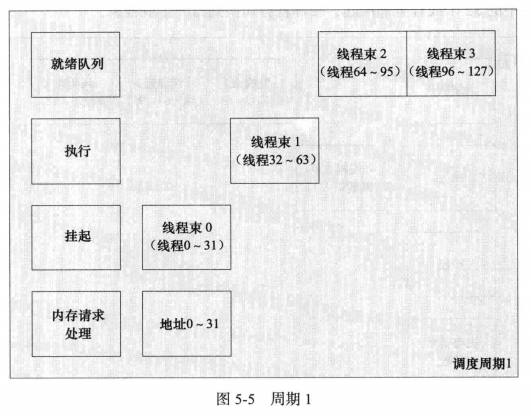 就绪队列
线程束 2
（线程64～95）
线程束 3
（线程96～127）
执行
线程束 1
（线程32～63）
挂起
线程束 0
（线程0～31）
内存请求
处理
地址0～31
调度周期1
图 5-5 周期 1